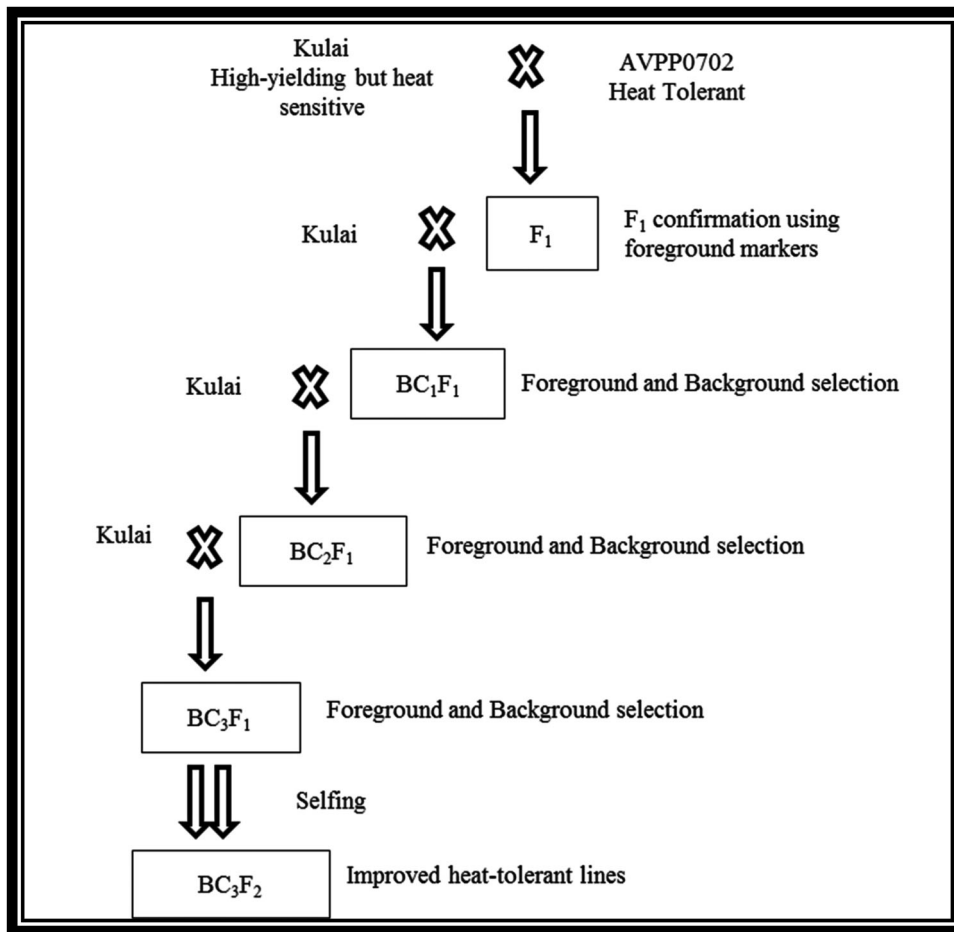 Kulai
High-yielding but heat
sensitive
AVPP0702
Heat Tolerant
Kulai
F₁
F₁ confirmation using
foreground markers
Kulai
BC₁F₁
Foreground and Background selection
Kulai
BC₂F₁
Foreground and Background selection
BC₃F₁
Foreground and Background selection
Selfing
BC₃F₂
Improved heat-tolerant lines